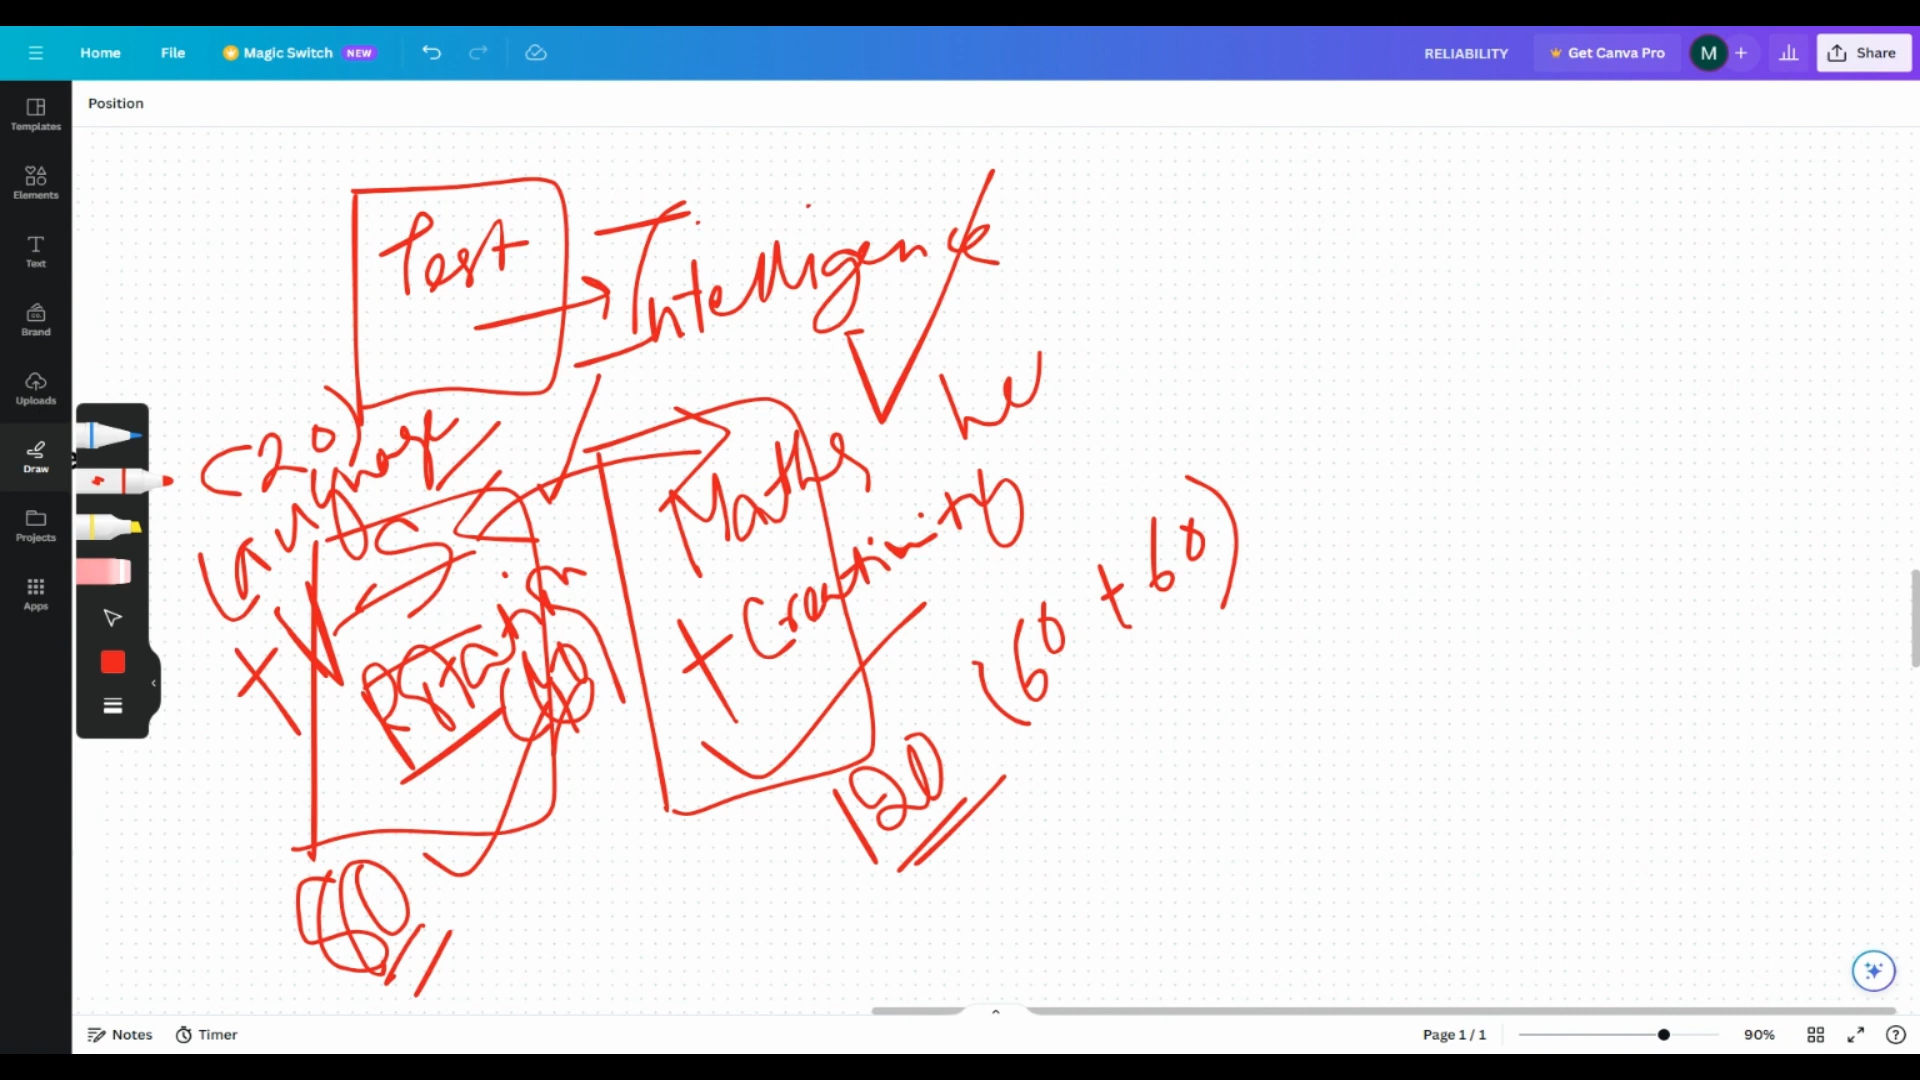 Home File Magic Switch NEW RELIABILITY Get Canva Pro M + Share
Position
Templates
Elements
Text
Brand
Uploads
Draw
Projects
Apps
Test
Intelligence
Maths
+ Creativity
(60 + 60)
120
(20)
Language
+
80
Notes Timer Page 1 / 1 90%